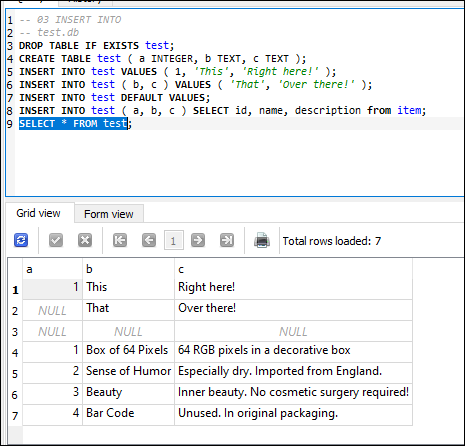 1 -- 03 INSERT INTO
2 -- test.db
3 DROP TABLE IF EXISTS test;
4 CREATE TABLE test ( a INTEGER, b TEXT, c TEXT );
5 INSERT INTO test VALUES ( 1, 'This', 'Right here!' );
6 INSERT INTO test ( b, c ) VALUES ( 'That', 'Over there!' );
7 INSERT INTO test DEFAULT VALUES;
8 INSERT INTO test ( a, b, c ) SELECT id, name, description from item;
9 SELECT * FROM test;
Grid view Form view
1 Total rows loaded: 7
a b c
1 1 This Right here!
2 NULL That Over there!
3 NULL NULL NULL
4 1 Box of 64 Pixels 64 RGB pixels in a decorative box
5 2 Sense of Humor Especially dry. Imported from England.
6 3 Beauty Inner beauty. No cosmetic surgery required!
7 4 Bar Code Unused. In original packaging.